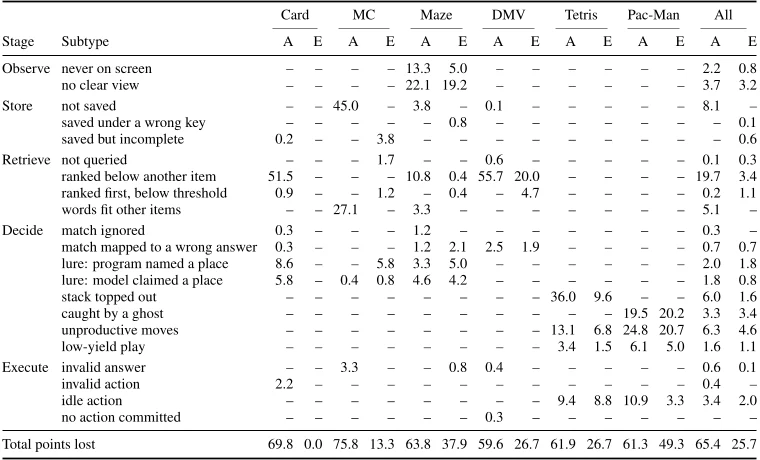 Card MC Maze DMV Tetris Pac-Man All
Stage Subtype A E A E A E A E A E A E A E
Observe never on screen – – – – 13.3 5.0 – – – – – – 2.2 0.8
no clear view – – – – 22.1 19.2 – – – – – – 3.7 3.2
Store not saved – – 45.0 – 3.8 – 0.1 – – – – – 8.1 –
saved under a wrong key – – – – – 0.8 – – – – – – – 0.1
saved but incomplete 0.2 – – 3.8 – – – – – – – – – 0.6
Retrieve not queried – – – 1.7 – – 0.6 – – – – – 0.1 0.3
ranked below another item 51.5 – – – 10.8 0.4 55.7 20.0 – – – – 19.7 3.4
ranked first, below threshold 0.9 – – 1.2 – 0.4 – 4.7 – – – – 0.2 1.1
words fit other items – – 27.1 – 3.3 – – – – – – – 5.1 –
Decide match ignored 0.3 – – – 1.2 – – – – – – – 0.3 –
match mapped to a wrong answer 0.3 – – – 1.2 2.1 2.5 1.9 – – – – 0.7 0.7
lure: program named a place 8.6 – – 5.8 3.3 5.0 – – – – – – 2.0 1.8
lure: model claimed a place 5.8 – 0.4 0.8 4.6 4.2 – – – – – – 1.8 0.8
stack topped out – – – – – – – – 36.0 9.6 – – 6.0 1.6
caught by a ghost – – – – – – – – – – 19.5 20.2 3.3 3.4
unproductive moves – – – – – – – – 13.1 6.8 24.8 20.7 6.3 4.6
low-yield play – – – – – – – – 3.4 1.5 6.1 5.0 1.6 1.1
Execute invalid answer – – 3.3 – – 0.8 0.4 – – – – – 0.6 0.1
invalid action 2.2 – – – – – – – – – – – 0.4 –
idle action – – – – – – – – 9.4 8.8 10.9 3.3 3.4 2.0
no action committed – – – – – – 0.3 – – – – – – –
Total points lost 69.8 0.0 75.8 13.3 63.8 37.9 59.6 26.7 61.9 26.7 61.3 49.3 65.4 25.7